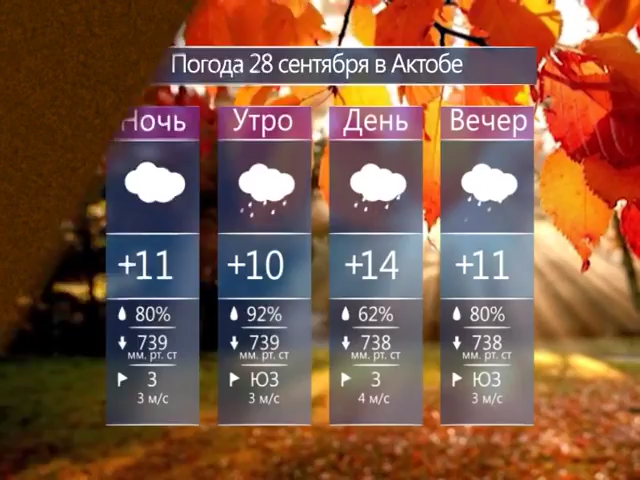 Погода 28 сентября в Актобе
Ночь Утро День Вечер
+11 +10 +14 +11
80% 92% 62% 80%
739 739 738 738
мм. рт. ст мм. рт. ст мм. рт. ст мм. рт. ст
З ЮЗ З ЮЗ
3 м/с 3 м/с 4 м/с 3 м/с